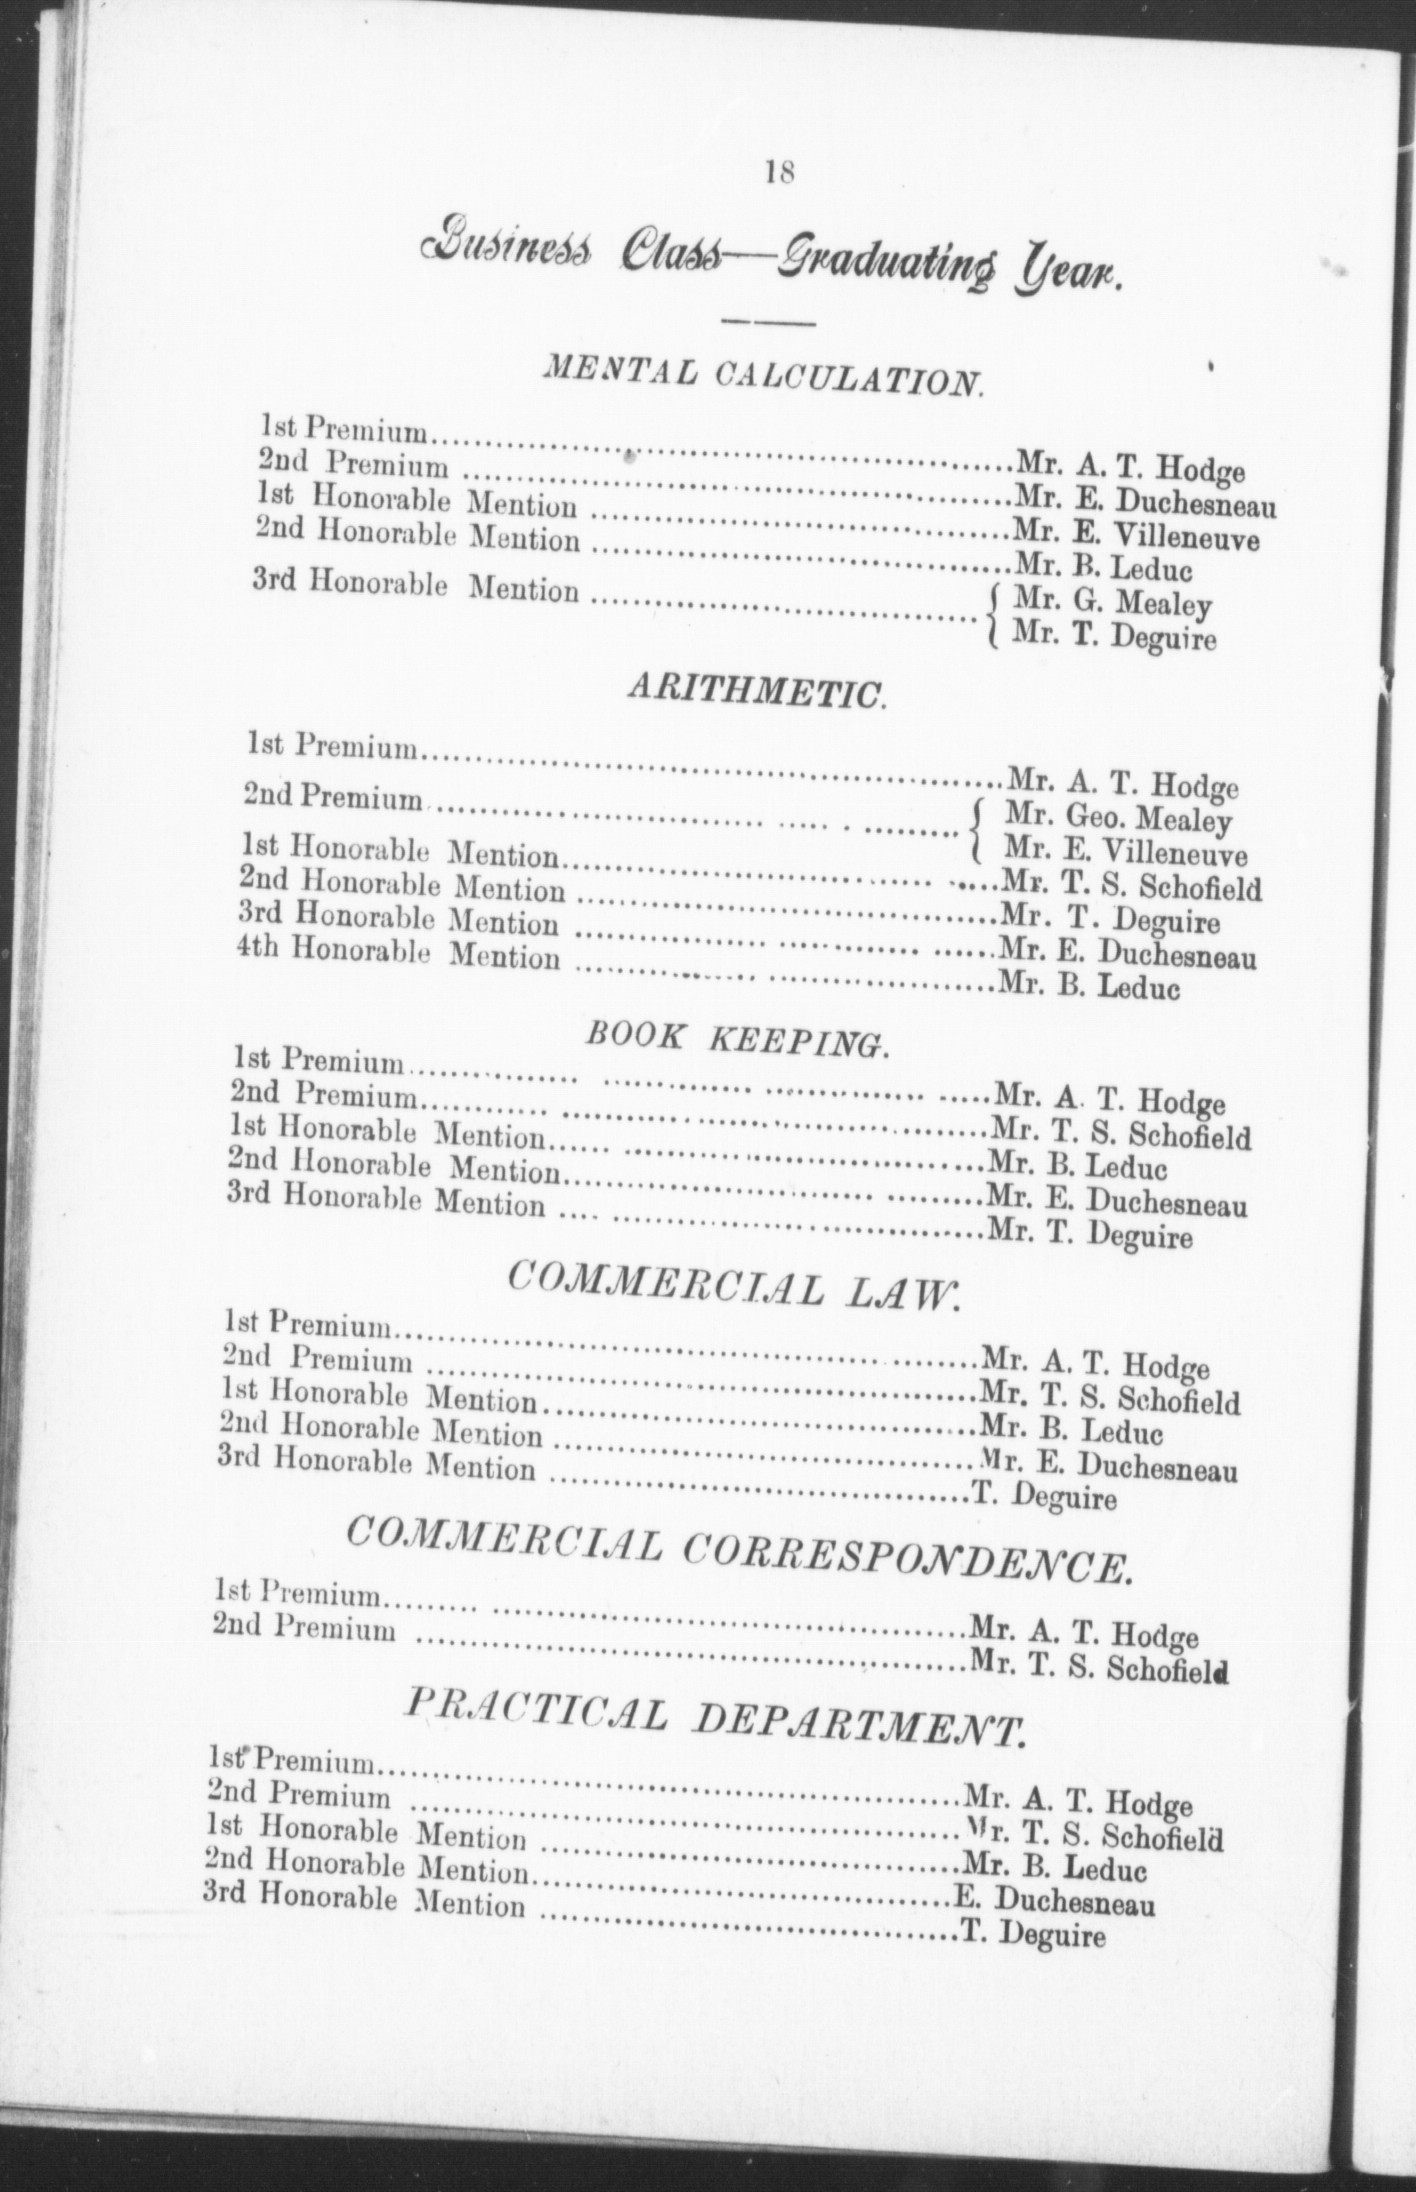 18
Business Class—Graduating Year.
MENTAL CALCULATION.
1st Premium........Mr. A. T. Hodge
2nd Premium........Mr. E. Duchesneau
1st Honorable Mention........Mr. E. Villeneuve
2nd Honorable Mention........Mr. B. Leduc
3rd Honorable Mention........{ Mr. G. Mealey
{ Mr. T. Deguire
ARITHMETIC.
1st Premium........Mr. A. T. Hodge
2nd Premium........{ Mr. Geo. Mealey
{ Mr. E. Villeneuve
1st Honorable Mention........Mr. T. S. Schofield
2nd Honorable Mention........Mr. T. Deguire
3rd Honorable Mention........Mr. E. Duchesneau
4th Honorable Mention........Mr. B. Leduc
BOOK KEEPING.
1st Premium........Mr. A. T. Hodge
2nd Premium........Mr. T. S. Schofield
1st Honorable Mention........Mr. B. Leduc
2nd Honorable Mention........Mr. E. Duchesneau
3rd Honorable Mention........Mr. T. Deguire
COMMERCIAL LAW.
1st Premium........Mr. A. T. Hodge
2nd Premium........Mr. T. S. Schofield
1st Honorable Mention........Mr. B. Leduc
2nd Honorable Mention........Mr. E. Duchesneau
3rd Honorable Mention........T. Deguire
COMMERCIAL CORRESPONDENCE.
1st Premium........Mr. A. T. Hodge
2nd Premium........Mr. T. S. Schofield
PRACTICAL DEPARTMENT.
1st Premium........Mr. A. T. Hodge
2nd Premium........Mr. T. S. Schofield
1st Honorable Mention........Mr. B. Leduc
2nd Honorable Mention........E. Duchesneau
3rd Honorable Mention........T. Deguire